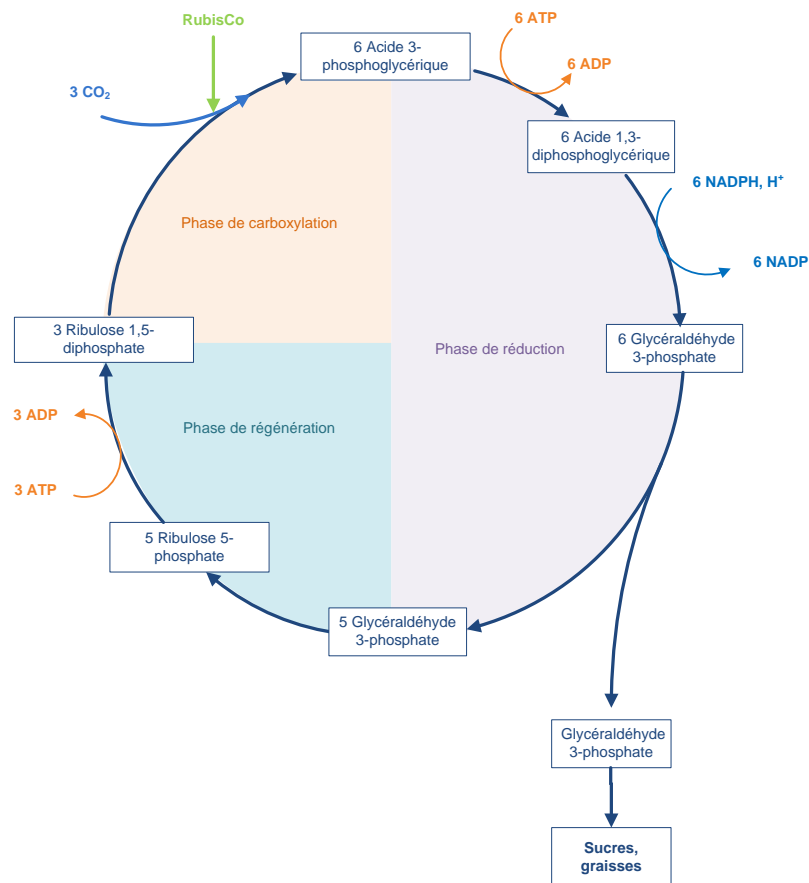 RubisCo
6 Acide 3-
phosphoglycérique
6 ATP
6 ADP
3 CO₂
6 Acide 1,3-
diphosphoglycérique
6 NADPH, H⁺
6 NADP
Phase de carboxylation
3 Ribulose 1,5-
diphosphate
Phase de réduction
6 Glycéraldéhyde
3-phosphate
3 ADP
Phase de régénération
3 ATP
5 Ribulose 5-
phosphate
5 Glycéraldéhyde
3-phosphate
Glycéraldéhyde
3-phosphate
Sucres,
graisses